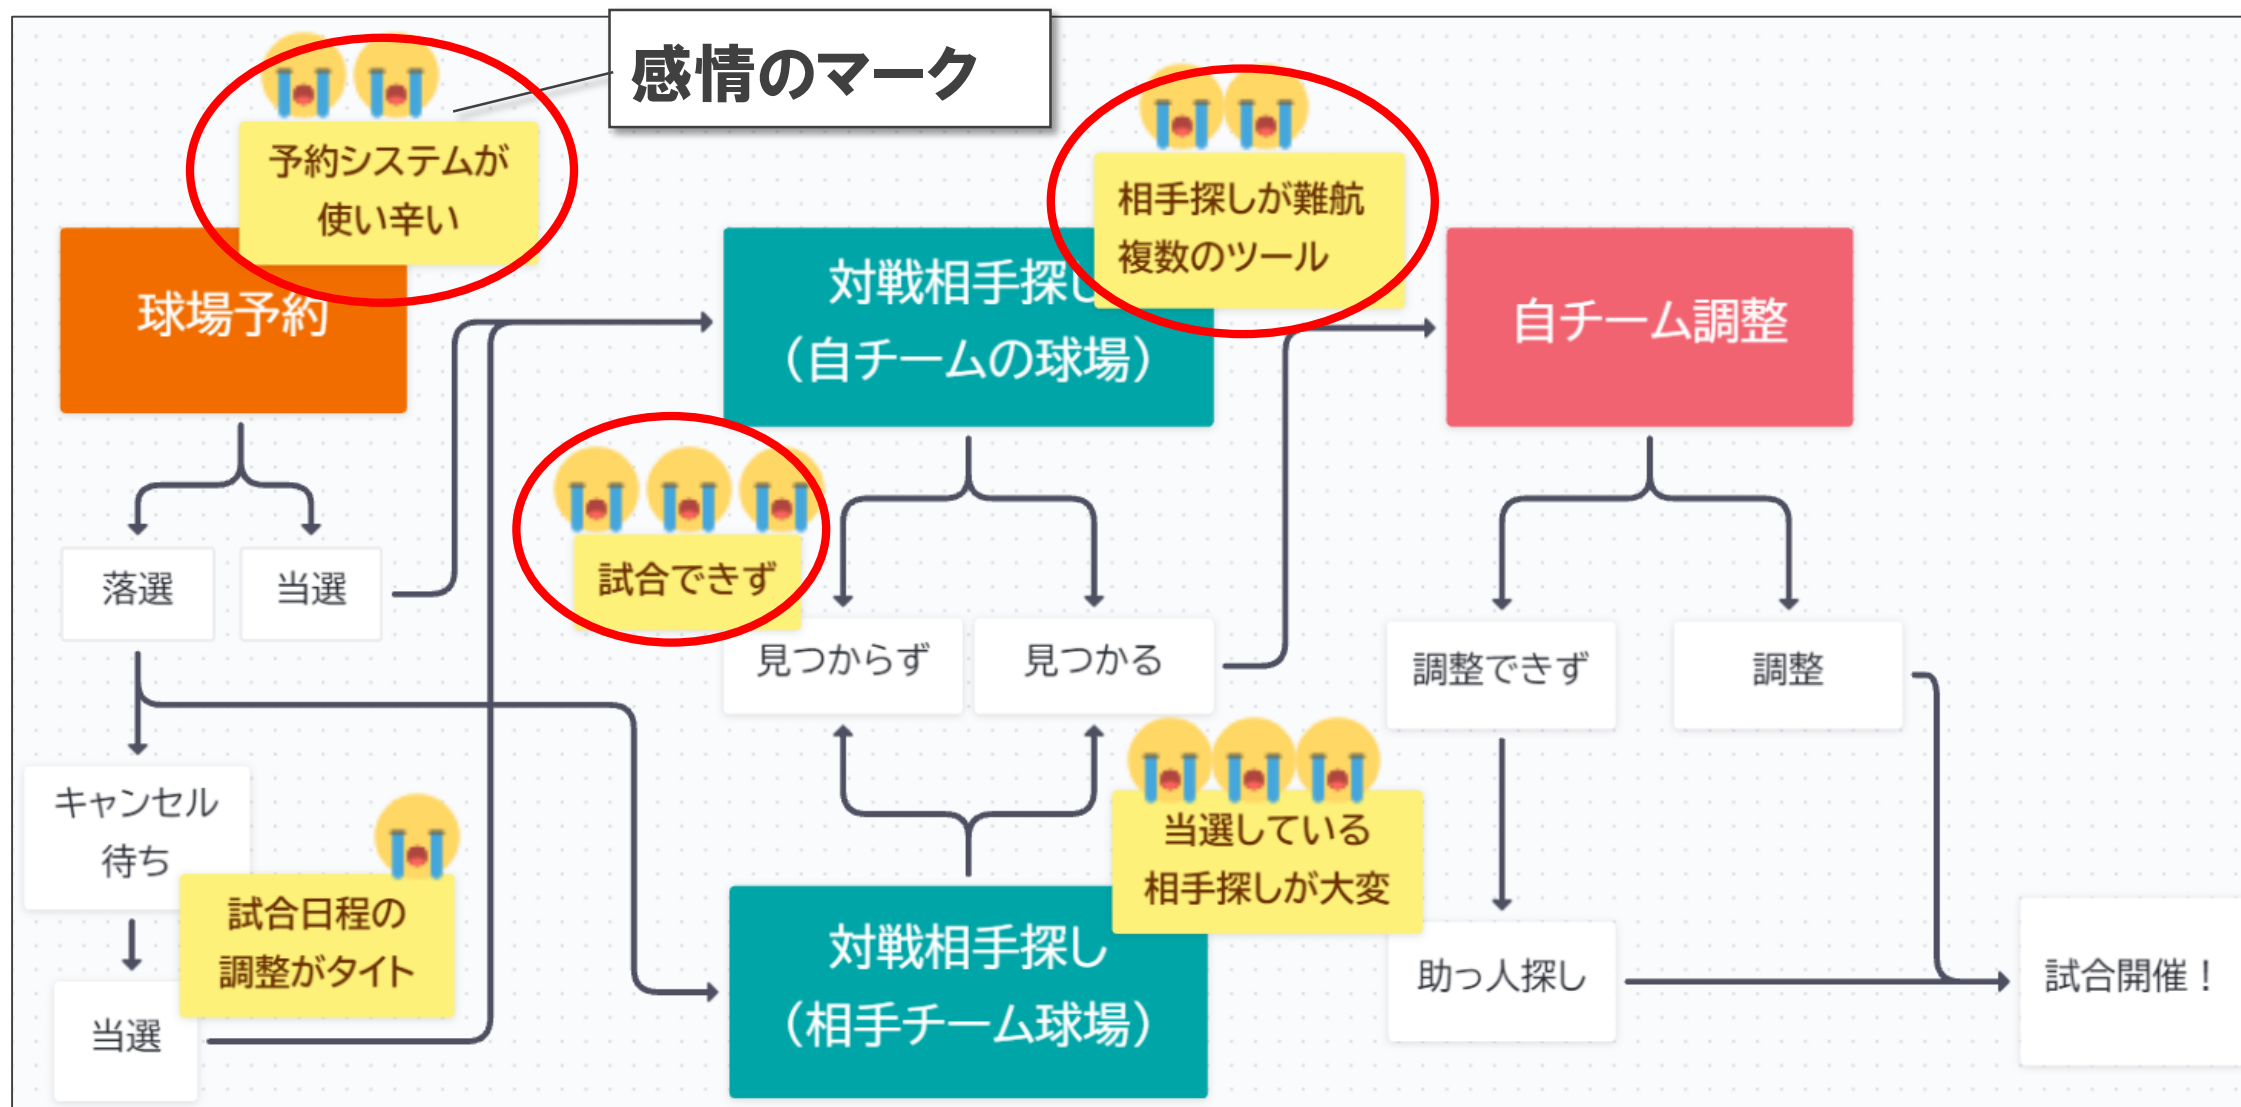 感情のマーク
予約システムが
使い辛い
相手探しが難航
複数のツール
球場予約
対戦相手探し
（自チームの球場）
自チーム調整
試合できず
落選
当選
見つからず
見つかる
調整できず
調整
キャンセル
待ち
試合日程の
調整がタイト
当選している
相手探しが大変
当選
対戦相手探し
（相手チーム球場）
助っ人探し
試合開催！